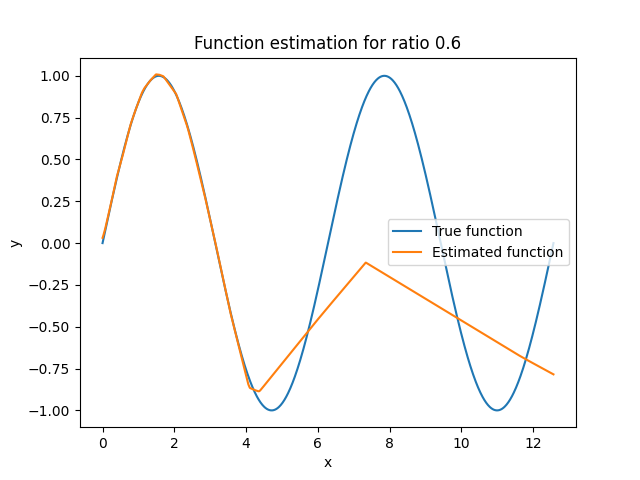 Function estimation for ratio 0.6
1.00
0.75
0.50
0.25
0.00
−0.25
−0.50
−0.75
−1.00
y
True function
Estimated function
0 2 4 6 8 10 12
x